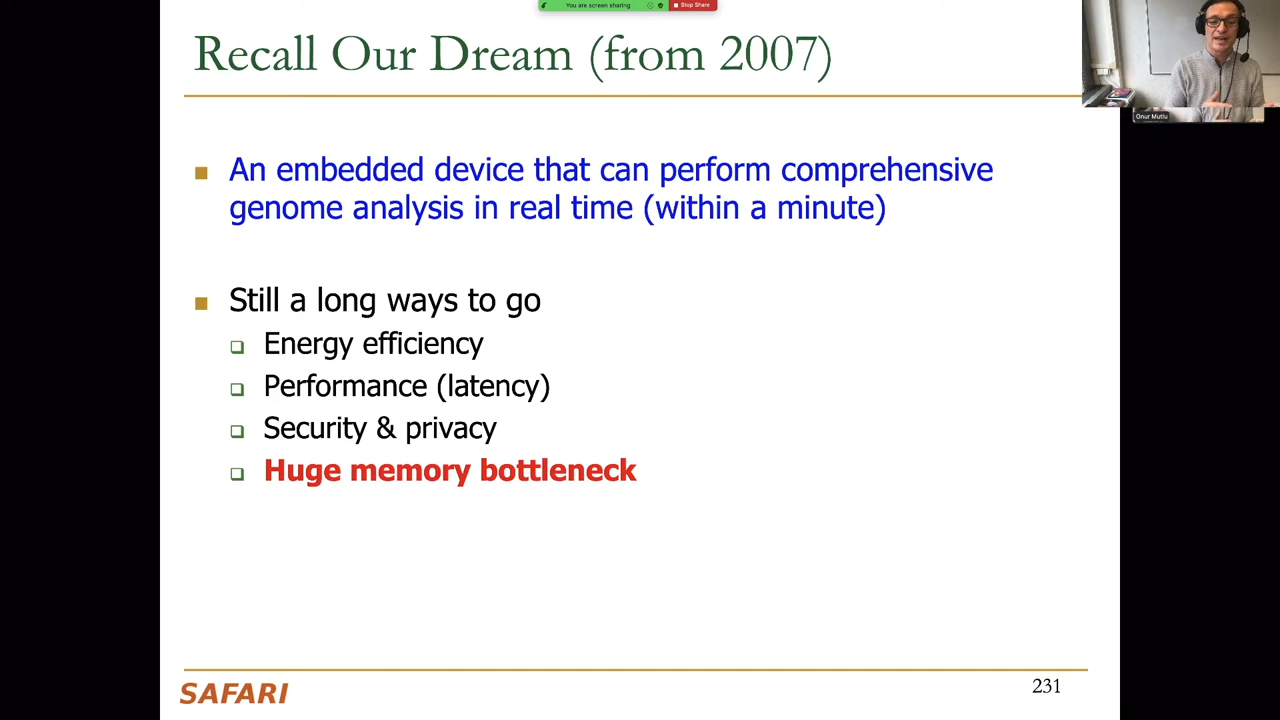 You are screen sharing
Stop Share
Recall Our Dream (from 2007)
Onur Mutlu
An embedded device that can perform comprehensive
genome analysis in real time (within a minute)
Still a long ways to go
Energy efficiency
Performance (latency)
Security & privacy
Huge memory bottleneck
SAFARI
231